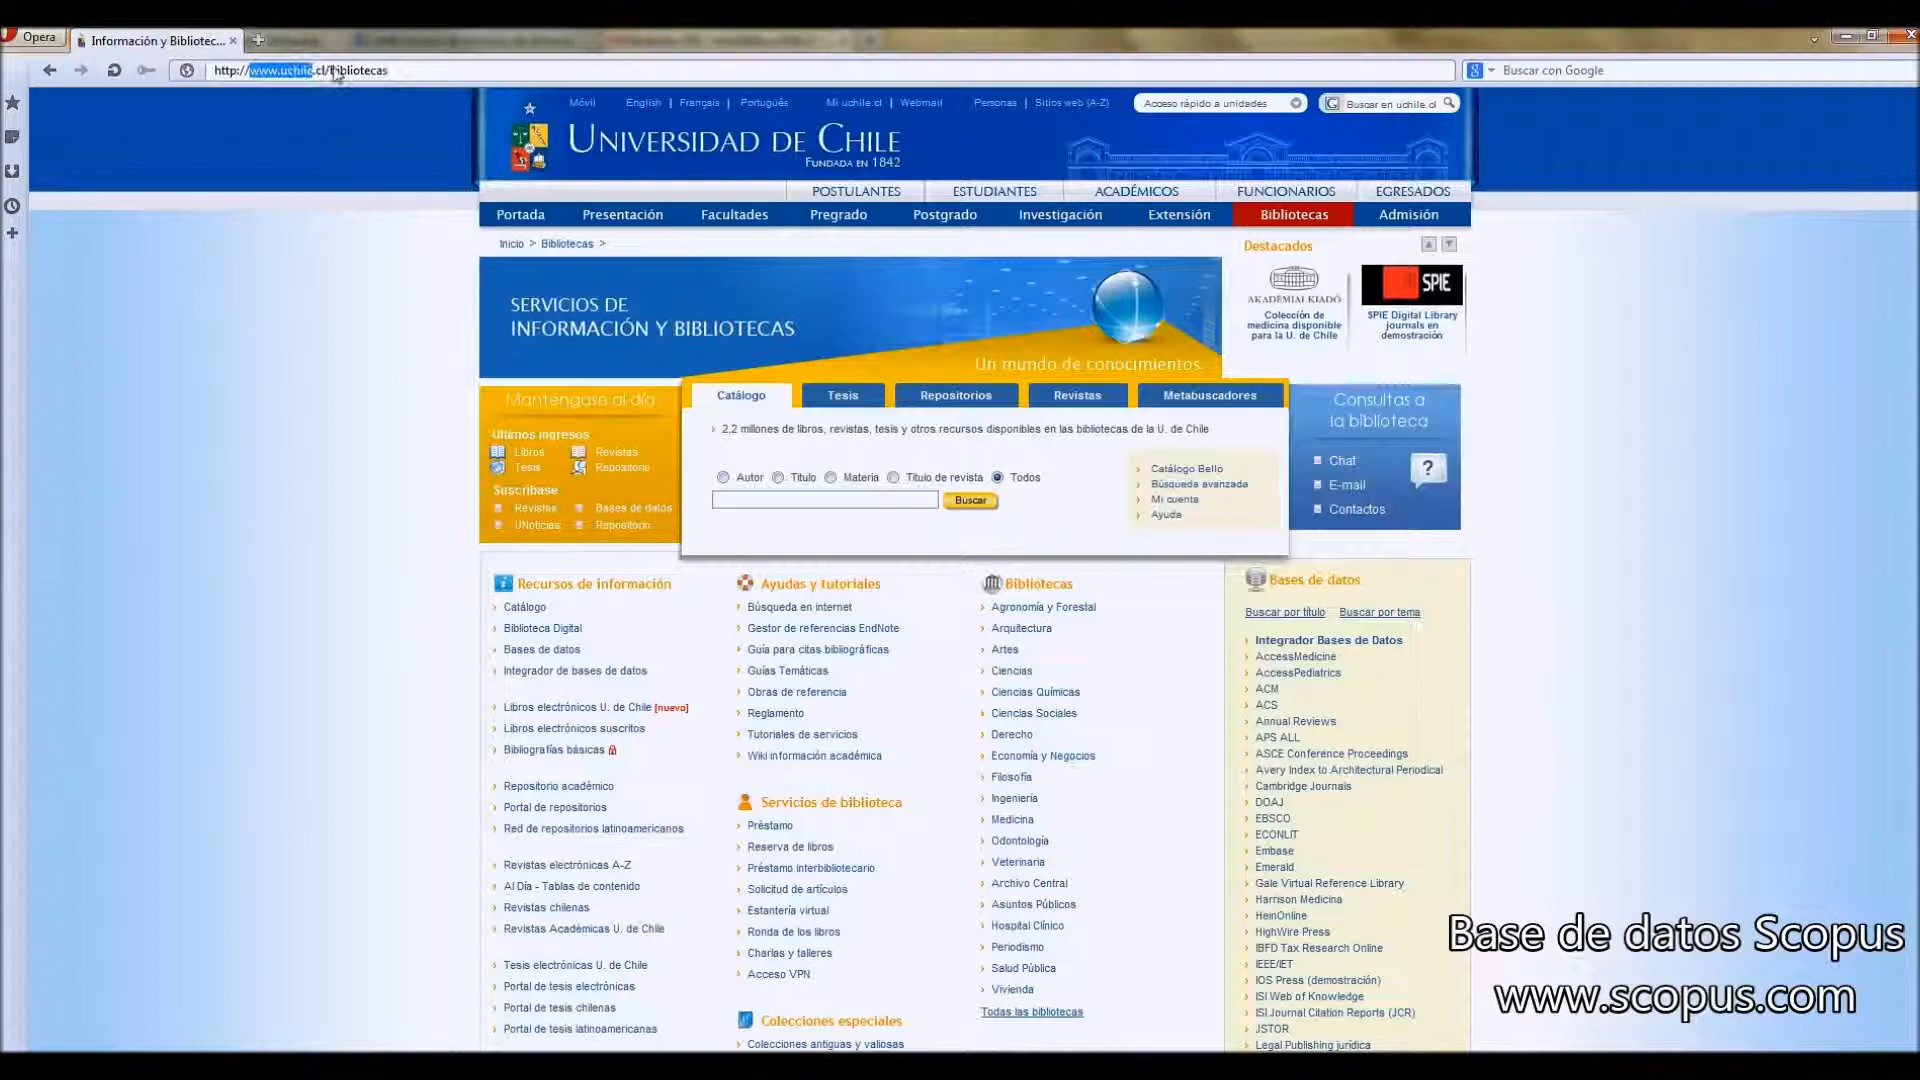 Opera
Información y Bibliotec...
http://www.uchile.cl/bibliotecas
Buscar con Google
Móvil English | Français | Português Mi uchile.cl | Webmail Personas | Sitios web (A-Z)
Acceso rápido a unidades
Buscar en uchile.cl
UNIVERSIDAD DE CHILE
FUNDADA EN 1842
POSTULANTES ESTUDIANTES ACADÉMICOS FUNCIONARIOS EGRESADOS
Portada Presentación Facultades Pregrado Postgrado Investigación Extensión Bibliotecas Admisión
Inicio > Bibliotecas >
SERVICIOS DE
INFORMACIÓN Y BIBLIOTECAS
Un mundo de conocimientos
Destacados
AKADÉMIAI KIADÓ
Colección de
medicina disponible
para la U. de Chile
SPIE
SPIE Digital Library
journals en
demostración
Manténgase al día
Últimos ingresos
Libros Revistas
Tesis Repositorio
Suscríbase
Revistas Bases de datos
UNoticias Repositorio
Catálogo Tesis Repositorios Revistas Metabuscadores
2,2 millones de libros, revistas, tesis y otros recursos disponibles en las bibliotecas de la U. de Chile
Autor Título Materia Título de revista Todos
Buscar
Catálogo Bello
Búsqueda avanzada
Mi cuenta
Ayuda
Consultas a
la biblioteca
Chat
E-mail
Contactos
?
Recursos de información
Catálogo
Biblioteca Digital
Bases de datos
Integrador de bases de datos
Libros electrónicos U. de Chile [nuevo]
Libros electrónicos suscritos
Bibliografías básicas
Repositorio académico
Portal de repositorios
Red de repositorios latinoamericanos
Revistas electrónicas A-Z
Al Día - Tablas de contenido
Revistas chilenas
Revistas Académicas U. de Chile
Tesis electrónicas U. de Chile
Portal de tesis electrónicas
Portal de tesis chilenas
Portal de tesis latinoamericanas
Ayudas y tutoriales
Búsqueda en internet
Gestor de referencias EndNote
Guía para citas bibliográficas
Guías Temáticas
Obras de referencia
Reglamento
Tutoriales de servicios
Wiki información académica
Servicios de biblioteca
Préstamo
Reserva de libros
Préstamo interbibliotecario
Solicitud de artículos
Estantería virtual
Ronda de los libros
Charlas y talleres
Acceso VPN
Colecciones especiales
Colecciones antiguas y valiosas
Bibliotecas
Agronomía y Forestal
Arquitectura
Artes
Ciencias
Ciencias Químicas
Ciencias Sociales
Derecho
Economía y Negocios
Filosofía
Ingeniería
Medicina
Odontología
Veterinaria
Archivo Central
Asuntos Públicos
Hospital Clínico
Periodismo
Salud Pública
Vivienda
Todas las bibliotecas
Bases de datos
Buscar por título Buscar por tema
Integrador Bases de Datos
AccessMedicine
AccessPediatrics
ACM
ACS
Annual Reviews
APS ALL
ASCE Conference Proceedings
Avery Index to Architectural Periodical
Cambridge Journals
DOAJ
EBSCO
ECONLIT
Embase
Emerald
Gale Virtual Reference Library
Harrison Medicina
HeinOnline
HighWire Press
IBFD Tax Research Online
IEEE/IET
IOS Press (demostración)
ISI Web of Knowledge
ISI Journal Citation Reports (JCR)
JSTOR
Legal Publishing jurídica
Base de datos Scopus
www.scopus.com